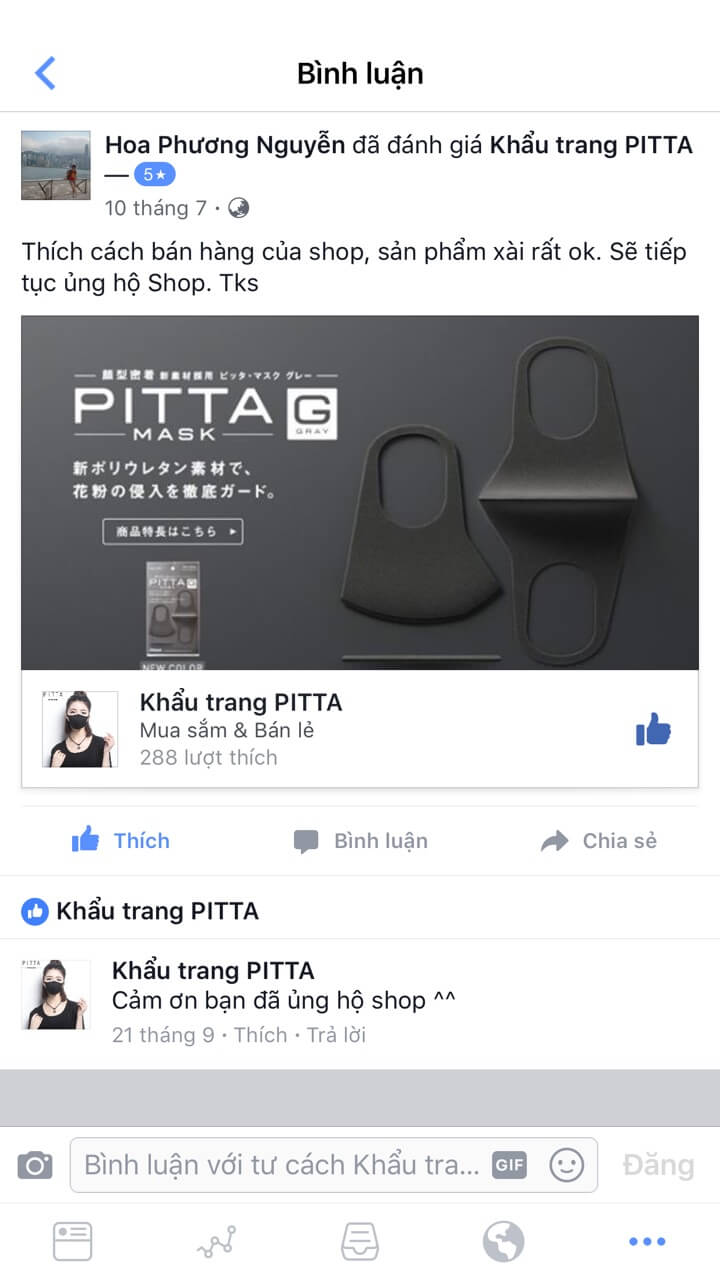 Bình luận
Hoa Phương Nguyễn đã đánh giá Khẩu trang PITTA
— 5★
10 tháng 7 ·
Thích cách bán hàng của shop, sản phẩm xài rất ok. Sẽ tiếp
tục ủng hộ Shop. Tks
顔型密着 新素材採用 ピッタ・マスク グレー
PITTA G
GRAY
MASK
新ポリウレタン素材で、
花粉の侵入を徹底ガード。
商品特長はこちら
PITTA G
NEW COLOR
PITTA
Khẩu trang PITTA
Mua sắm & Bán lẻ
288 lượt thích
Thích Bình luận Chia sẻ
Khẩu trang PITTA
PITTA
Khẩu trang PITTA
Cảm ơn bạn đã ủng hộ shop ^^
21 tháng 9 · Thích · Trả lời
Bình luận với tư cách Khẩu tra... GIF Đăng